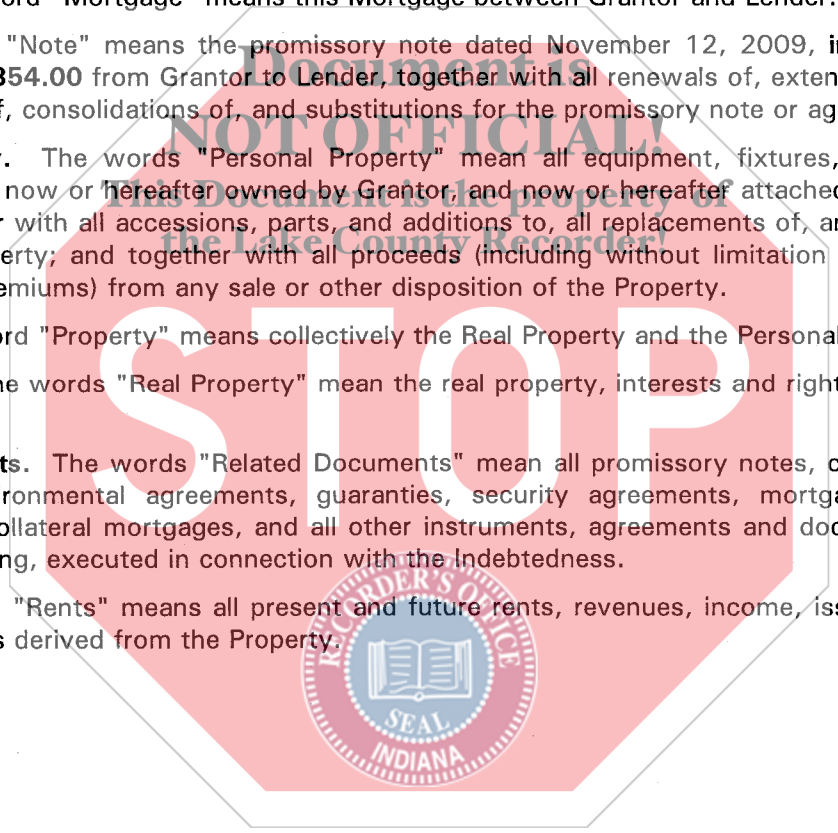 ord "Mortgage" means this Mortgage between Grantor and Lender.
"Note" means the promissory note dated November 12, 2009, i
354.00 from Grantor to Lender, together with all renewals of, exten
f, consolidations of, and substitutions for the promissory note or ag
y. The words "Personal Property" mean all equipment, fixtures,
now or hereafter owned by Grantor, and now or hereafter attached
r with all accessions, parts, and additions to, all replacements of, a
erty; and together with all proceeds (including without limitation
emiums) from any sale or other disposition of the Property.
ord "Property" means collectively the Real Property and the Personal
he words "Real Property" mean the real property, interests and right
ts. The words "Related Documents" mean all promissory notes, c
ronmental agreements, guaranties, security agreements, mortga
ollateral mortgages, and all other instruments, agreements and doc
ng, executed in connection with the Indebtedness.
"Rents" means all present and future rents, revenues, income, iss
s derived from the Property.
Document is
NOT OFFICIAL!
This Document is the property of
the Lake County Recorder!
STOP
RECORDER'S OFFICE
SEAL
INDIANA